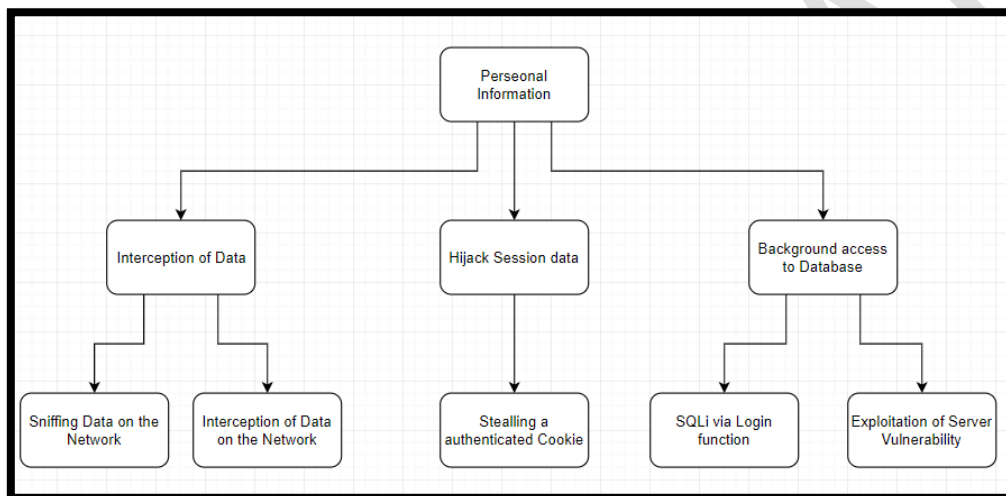 Perseonal
Information
Interception of Data
Hijack Session data
Background access
to Database
Sniffing Data on the
Network
Interception of Data
on the Network
Stealling a
authenticated Cookie
SQLi via Login
function
Exploitation of Server
Vulnerability